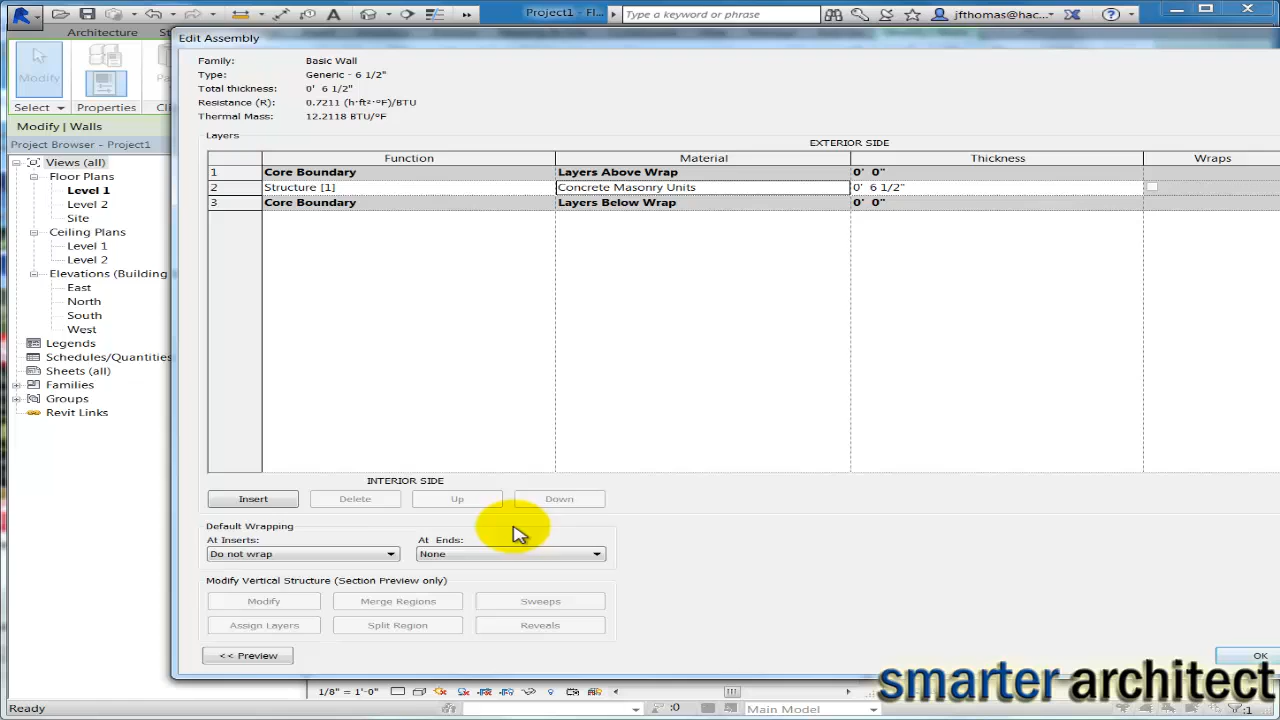 Project1 - Fl...
Type a keyword or phrase
jfthomas@hac...
Architecture
Edit Assembly
Modify
Select
Properties
Modify | Walls
Project Browser - Project1
Views (all)
Floor Plans
Level 1
Level 2
Site
Ceiling Plans
Level 1
Level 2
Elevations (Building
East
North
South
West
Legends
Schedules/Quantities
Sheets (all)
Families
Groups
Revit Links
Family: Basic Wall
Type: Generic - 6 1/2"
Total thickness: 0' 6 1/2"
Resistance (R): 0.7211 (h·ft²·°F)/BTU
Thermal Mass: 12.2118 BTU/°F
Layers
EXTERIOR SIDE
Function Material Thickness Wraps
1 Core Boundary Layers Above Wrap 0' 0"
2 Structure [1] Concrete Masonry Units 0' 6 1/2"
3 Core Boundary Layers Below Wrap 0' 0"
INTERIOR SIDE
Insert Delete Up Down
Default Wrapping
At Inserts: At Ends:
Do not wrap None
Modify Vertical Structure (Section Preview only)
Modify Merge Regions Sweeps
Assign Layers Split Region Reveals
<< Preview OK
smarter architect
1/8" = 1'-0"
Ready :0 Main Model :1